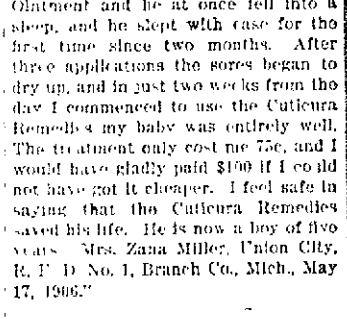 Ointment and he at once fell into a
sleep, and he slept with ease for the
first time since two months. After
three applications the sores began to
dry up, and in just two weeks from the
day I commenced to use the Cuticura
Remedies my baby was entirely well.
The treatment only cost me 75c, and I
would have gladly paid $100 if I could
not have got it cheaper. I feel safe in
saying that the Cuticura Remedies
saved his life. He is now a boy of five
years. Mrs. Zana Miller, Union City,
R. F. D. No. 1, Branch Co., Mich., May
17, 1906."